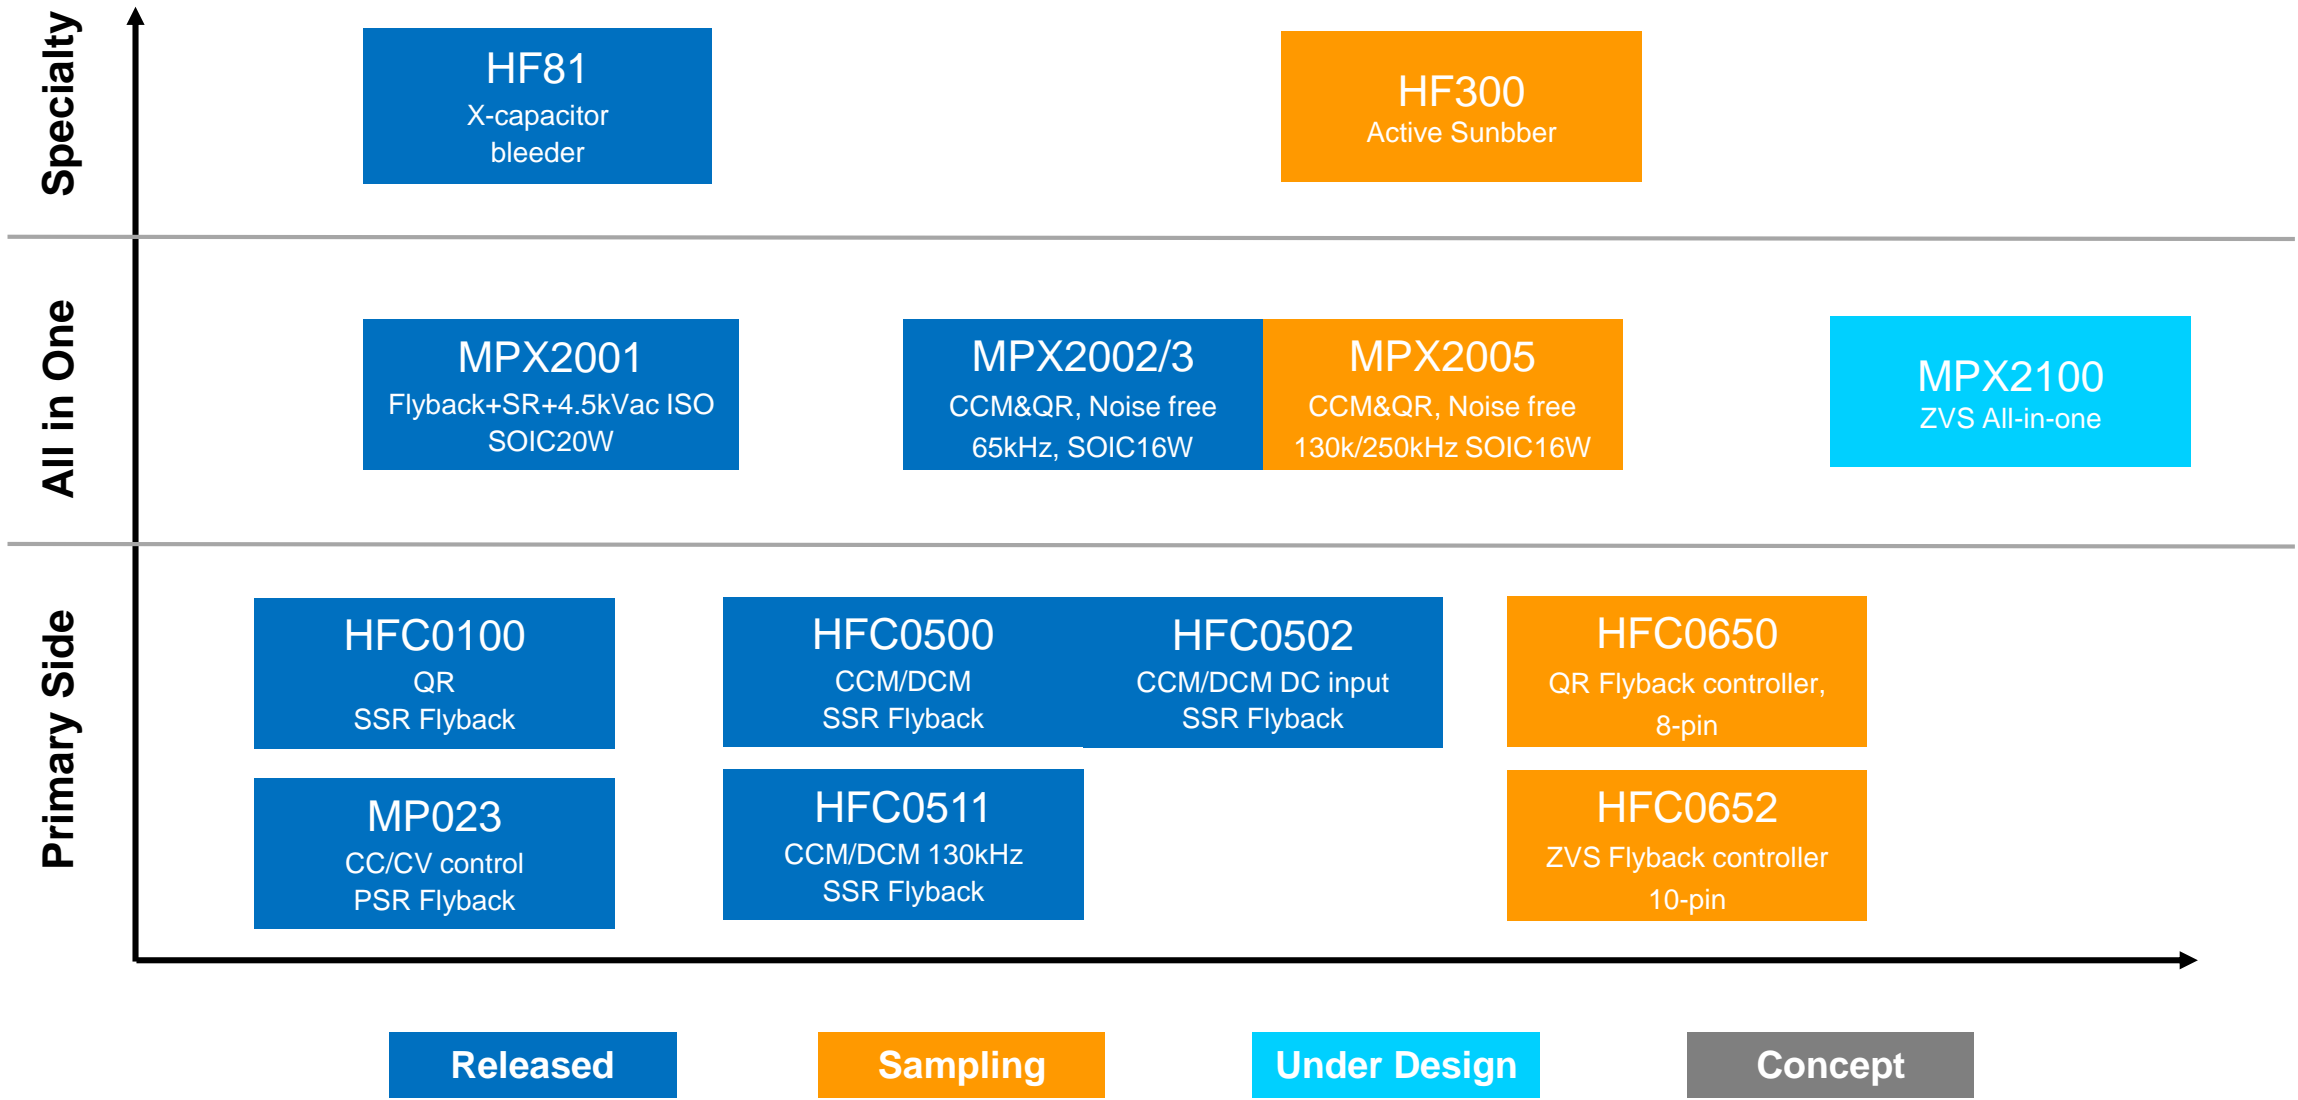 Specialty
HF81
X-capacitor
bleeder
HF300
Active Sunbber
All in One
MPX2001
Flyback+SR+4.5kVac ISO
SOIC20W
MPX2002/3
CCM&QR, Noise free
65kHz, SOIC16W
MPX2005
CCM&QR, Noise free
130k/250kHz SOIC16W
MPX2100
ZVS All-in-one
Primary Side
HFC0100
QR
SSR Flyback
HFC0500
CCM/DCM
SSR Flyback
HFC0502
CCM/DCM DC input
SSR Flyback
HFC0650
QR Flyback controller,
8-pin
MP023
CC/CV control
PSR Flyback
HFC0511
CCM/DCM 130kHz
SSR Flyback
HFC0652
ZVS Flyback controller
10-pin
Released
Sampling
Under Design
Concept